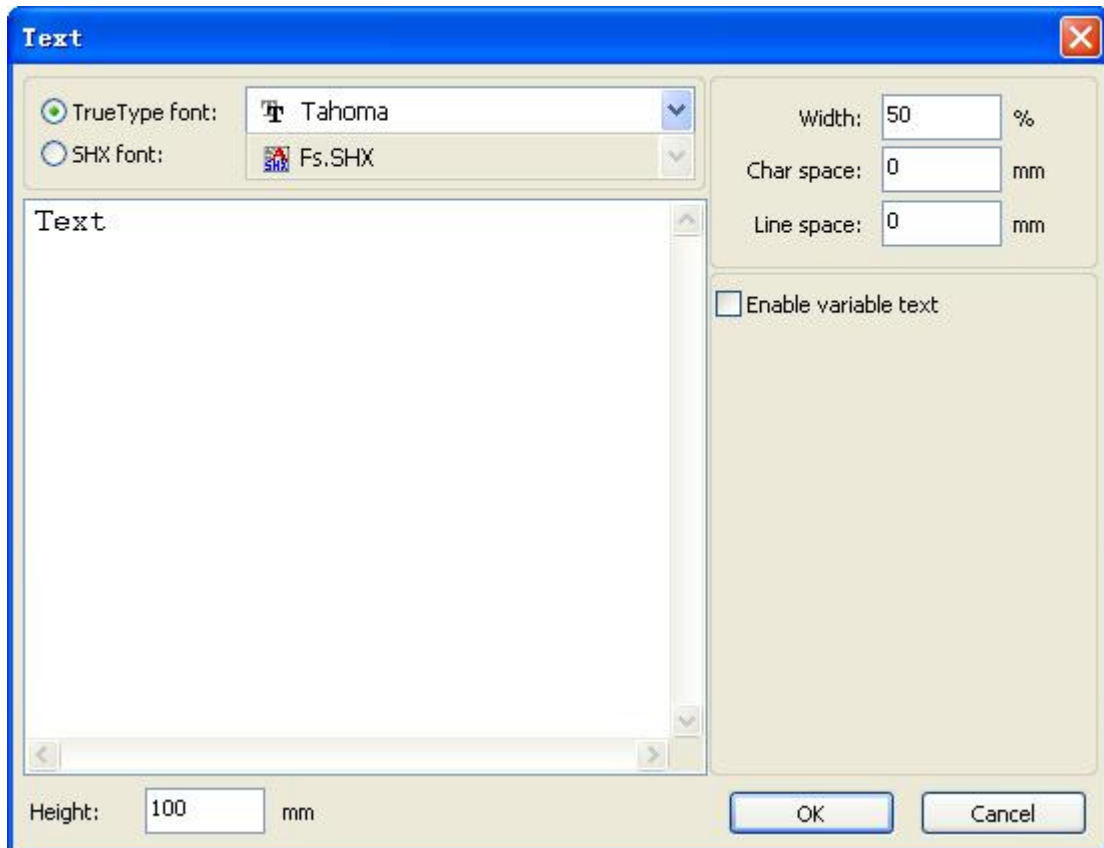 Text
TrueType font: Tahoma
SHX font: Fs.SHX
Width: 50 %
Char space: 0 mm
Line space: 0 mm
Text
Enable variable text
Height: 100 mm
OK Cancel